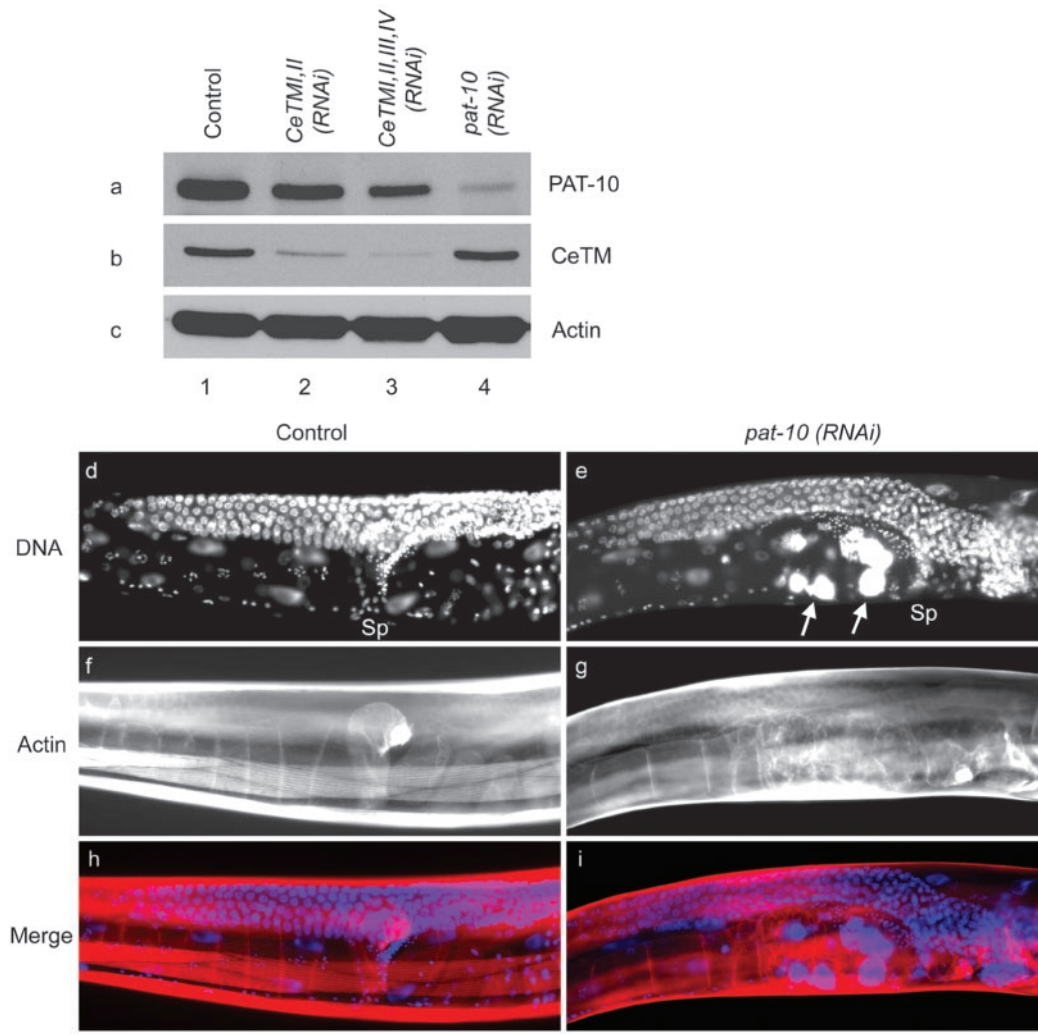 Control
CeTMI,II
(RNAi)
CeTMI,II,III,IV
(RNAi)
pat-10
(RNAi)
a
PAT-10
b
CeTM
c
Actin
1 2 3 4
Control
pat-10 (RNAi)
d
e
DNA
Sp
Sp
f
g
Actin
h
i
Merge